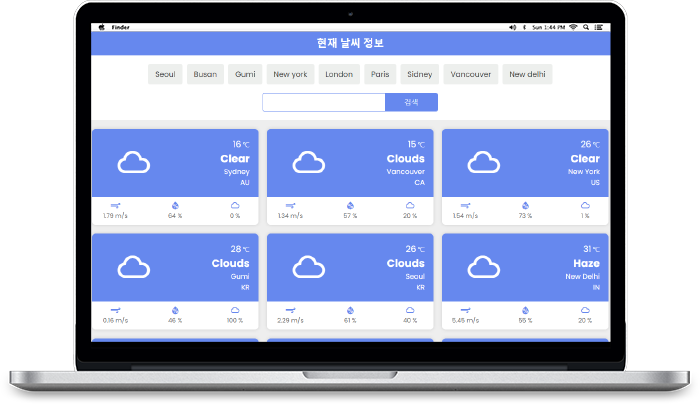 Finder
Sun 1:44 PM
현재 날씨 정보
Seoul Busan Gumi New york London Paris Sidney Vancouver New delhi
검색
16 ℃
Clear
Sydney
AU
1.79 m/s 64 % 0 %
15 ℃
Clouds
Vancouver
CA
1.34 m/s 57 % 20 %
26 ℃
Clear
New York
US
1.54 m/s 73 % 1 %
28 ℃
Clouds
Gumi
KR
0.16 m/s 46 % 100 %
26 ℃
Clouds
Seoul
KR
2.29 m/s 61 % 40 %
31 ℃
Haze
New Delhi
IN
5.45 m/s 55 % 20 %